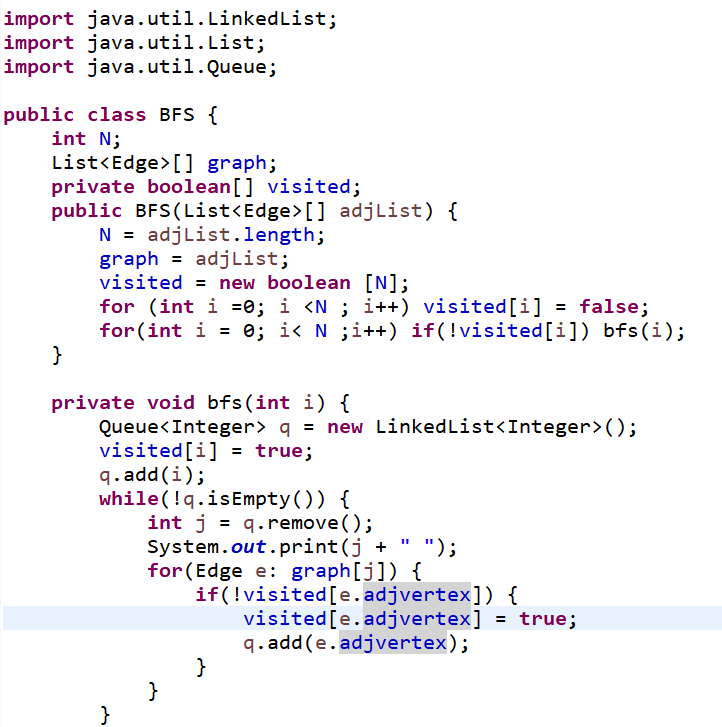 import java.util.LinkedList;
import java.util.List;
import java.util.Queue;

public class BFS {
    int N;
    List<Edge>[] graph;
    private boolean[] visited;
    public BFS(List<Edge>[] adjList) {
        N = adjList.length;
        graph = adjList;
        visited = new boolean [N];
        for (int i =0; i <N ; i++) visited[i] = false;
        for(int i = 0; i< N ;i++) if(!visited[i]) bfs(i);
    }

    private void bfs(int i) {
        Queue<Integer> q = new LinkedList<Integer>();
        visited[i] = true;
        q.add(i);
        while(!q.isEmpty()) {
            int j = q.remove();
            System.out.print(j + " ");
            for(Edge e: graph[j]) {
                if(!visited[e.adjvertex]) {
                    visited[e.adjvertex] = true;
                    q.add(e.adjvertex);
                }
            }
        }